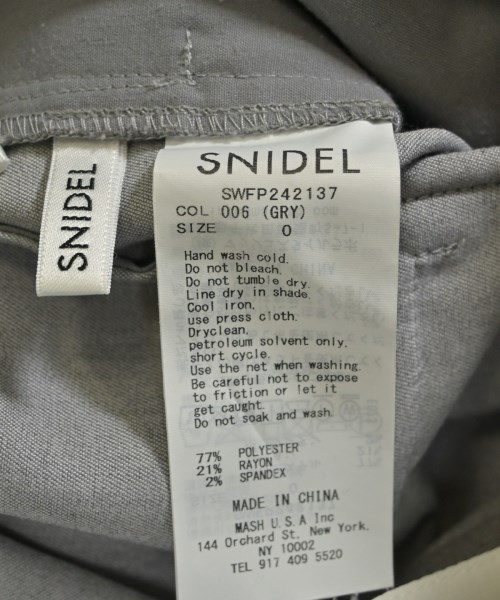 SNIDEL
SNIDEL
SWFP242137
COL 006 (GRY)
SIZE 0
Hand wash cold.
Do not bleach.
Do not tumble dry.
Line dry in shade.
Cool iron.
use press cloth.
Dryclean.
petroleum solvent only.
short cycle.
Use the net when washing.
Be careful not to expose
to friction or let it
get caught.
Do not soak and wash.
77% POLYESTER
21% RAYON
2% SPANDEX
MADE IN CHINA
MASH U.S.A Inc
144 Orchard St. New York.
NY 10002
TEL 917 409 5520